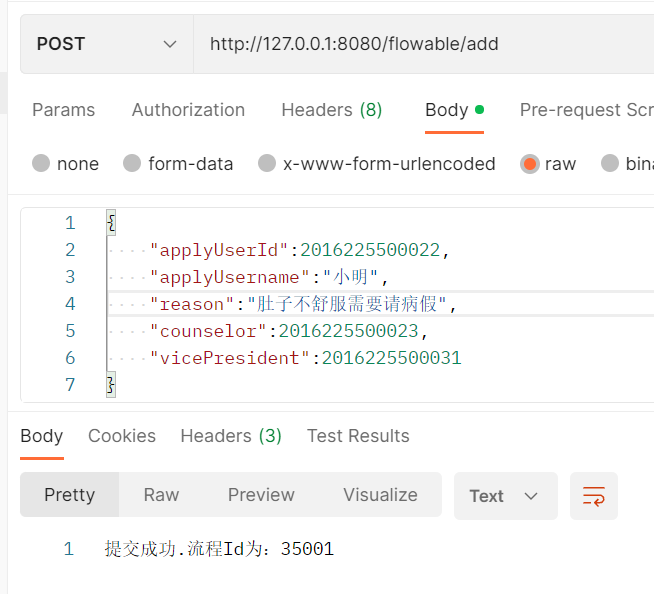 POST http://127.0.0.1:8080/flowable/add
Params Authorization Headers (8) Body Pre-request Scr
none form-data x-www-form-urlencoded raw bina
1 {
2 "applyUserId":2016225500022,
3 "applyUsername":"小明",
4 "reason":"肚子不舒服需要请病假",
5 "counselor":2016225500023,
6 "vicePresident":2016225500031
7 }
Body Cookies Headers (3) Test Results
Pretty Raw Preview Visualize Text
1 提交成功.流程Id为：35001